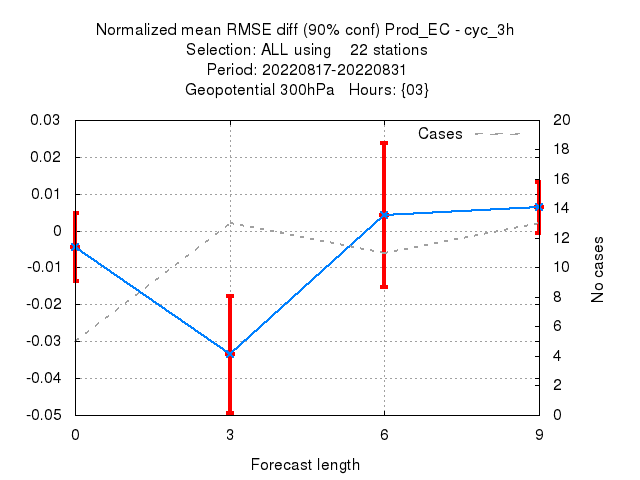 Normalized mean RMSE diff (90% conf) Prod_EC - cyc_3h
Selection: ALL using    22 stations
Period: 20220817-20220831
Geopotential 300hPa   Hours: {03}
Cases
0.03
0.02
0.01
0
-0.01
-0.02
-0.03
-0.04
-0.05
20
18
16
14
12
10
8
6
4
2
0
No cases
0 3 6 9
Forecast length